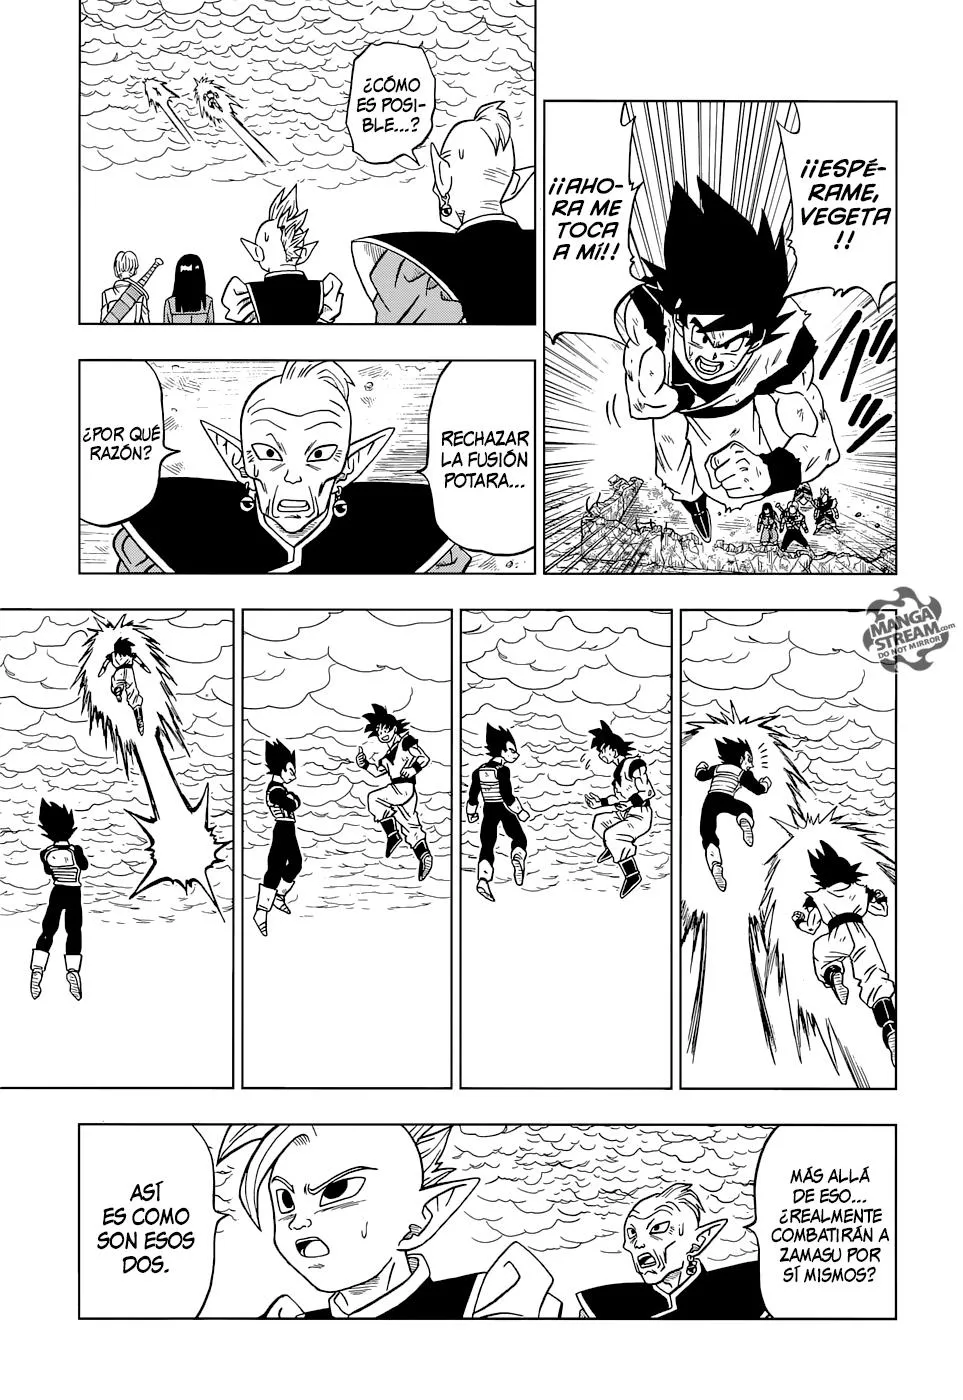 ¡¡ESPÉ-
RAME,
VEGETA
!!
¡¡AHO-
RA ME
TOCA
A MÍ!!
¿CÓMO
ES POSI-
BLE...?
RECHAZAR
LA FUSIÓN
POTARA...
¿POR QUÉ
RAZÓN?
MANGA
STREAM.com
DO NOT MIRROR
MÁS ALLÁ
DE ESO...
¿REALMENTE
COMBATIRÁN A
ZAMASU POR
SÍ MISMOS?
ASÍ
ES COMO
SON ESOS
DOS.